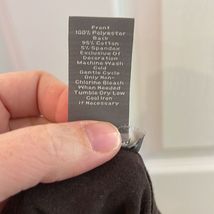 Front
100% Polyester
Back
95% Cotton
5% Spandex
Exclusive Of
Decoration
Machine Wash
Cold
Gentle Cycle
Only Non-
Chlorine Bleach
When Needed
Tumble Dry Low
Cool Iron
If Necessary